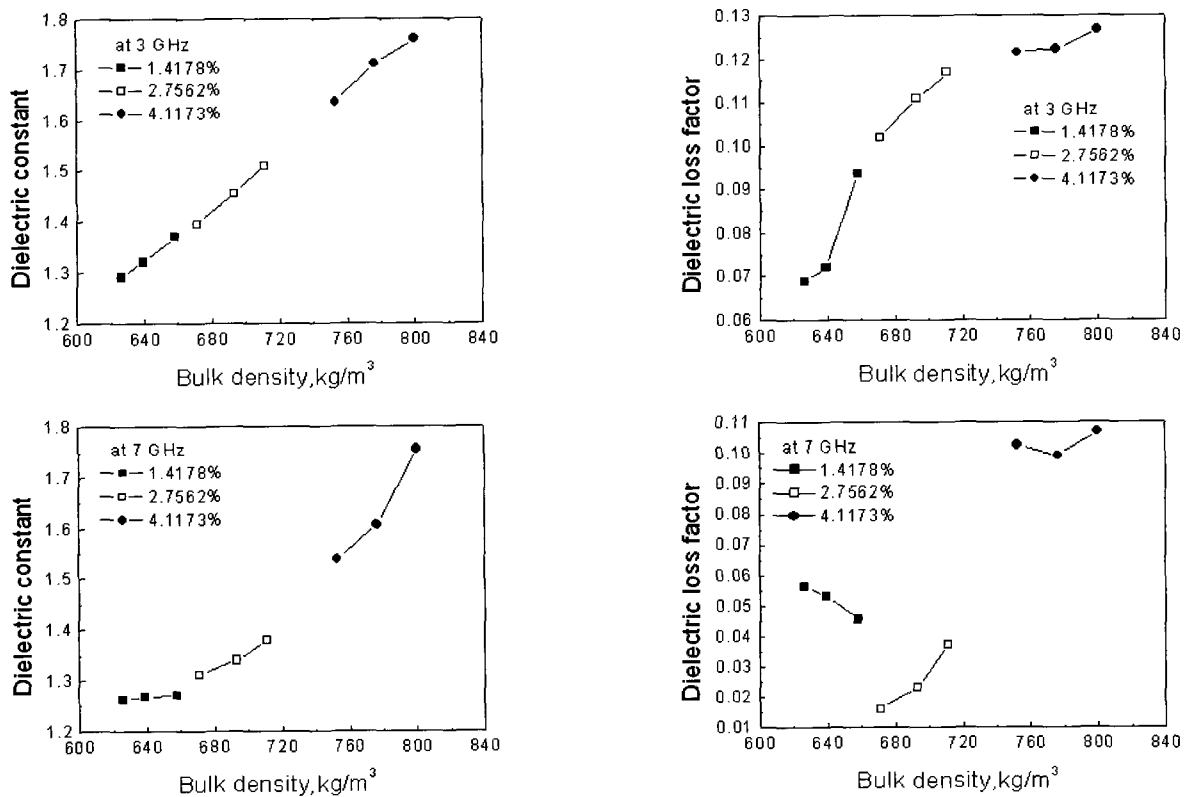 at 3 GHz
1.4178%
2.7562%
4.1173%
Dielectric constant
1.8
1.7
1.6
1.5
1.4
1.3
1.2
600 640 680 720 760 800 840
Bulk density,kg/m³
at 3 GHz
1.4178%
2.7562%
4.1173%
Dielectric loss factor
0.13
0.12
0.11
0.10
0.09
0.08
0.07
0.06
600 640 680 720 760 800 840
Bulk density,kg/m³
at 7 GHz
1.4178%
2.7562%
4.1173%
Dielectric constant
1.8
1.7
1.6
1.5
1.4
1.3
1.2
600 640 680 720 760 800 840
Bulk density,kg/m³
at 7 GHz
1.4178%
2.7562%
4.1173%
Dielectric loss factor
0.11
0.10
0.09
0.08
0.07
0.06
0.05
0.04
0.03
0.02
0.01
600 640 680 720 760 800 840
Bulk density,kg/m³